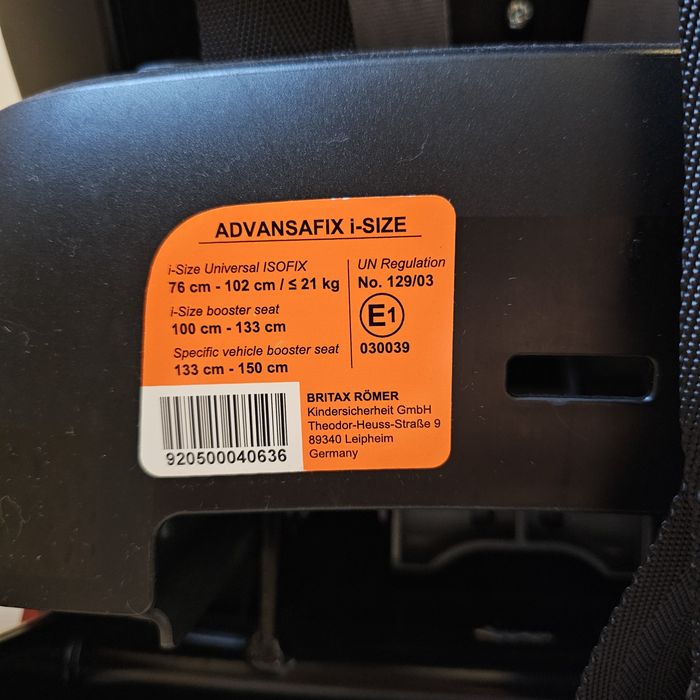 ADVANSAFIX i-SIZE
i-Size Universal ISOFIX
76 cm - 102 cm / ≤ 21 kg
i-Size booster seat
100 cm - 133 cm
Specific vehicle booster seat
133 cm - 150 cm
UN Regulation
No. 129/03
E1
030039
920500040636
BRITAX RÖMER
Kindersicherheit GmbH
Theodor-Heuss-Straße 9
89340 Leipheim
Germany